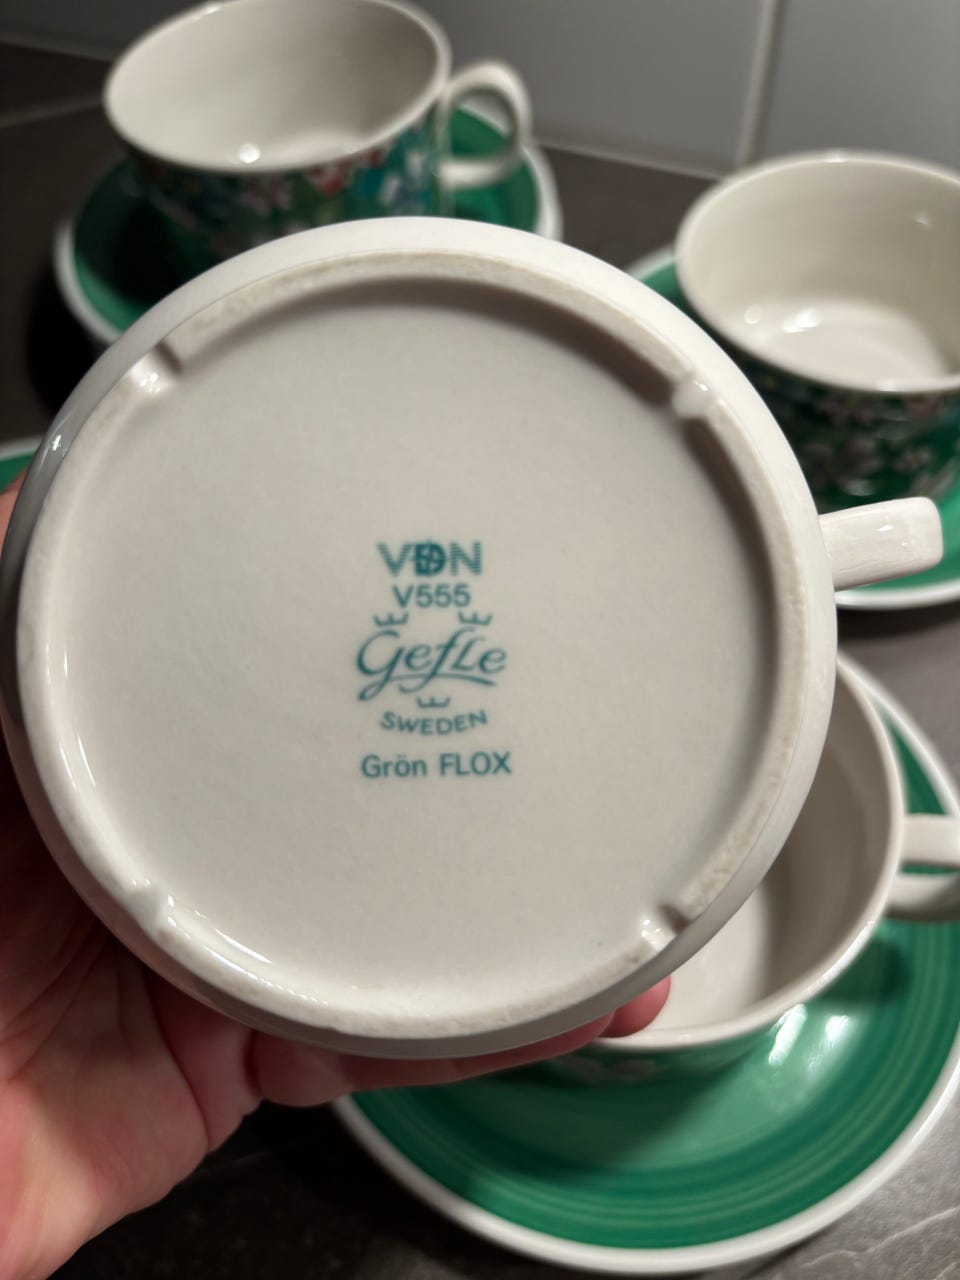 VDN
V555
Gefle
SWEDEN
Grön FLOX